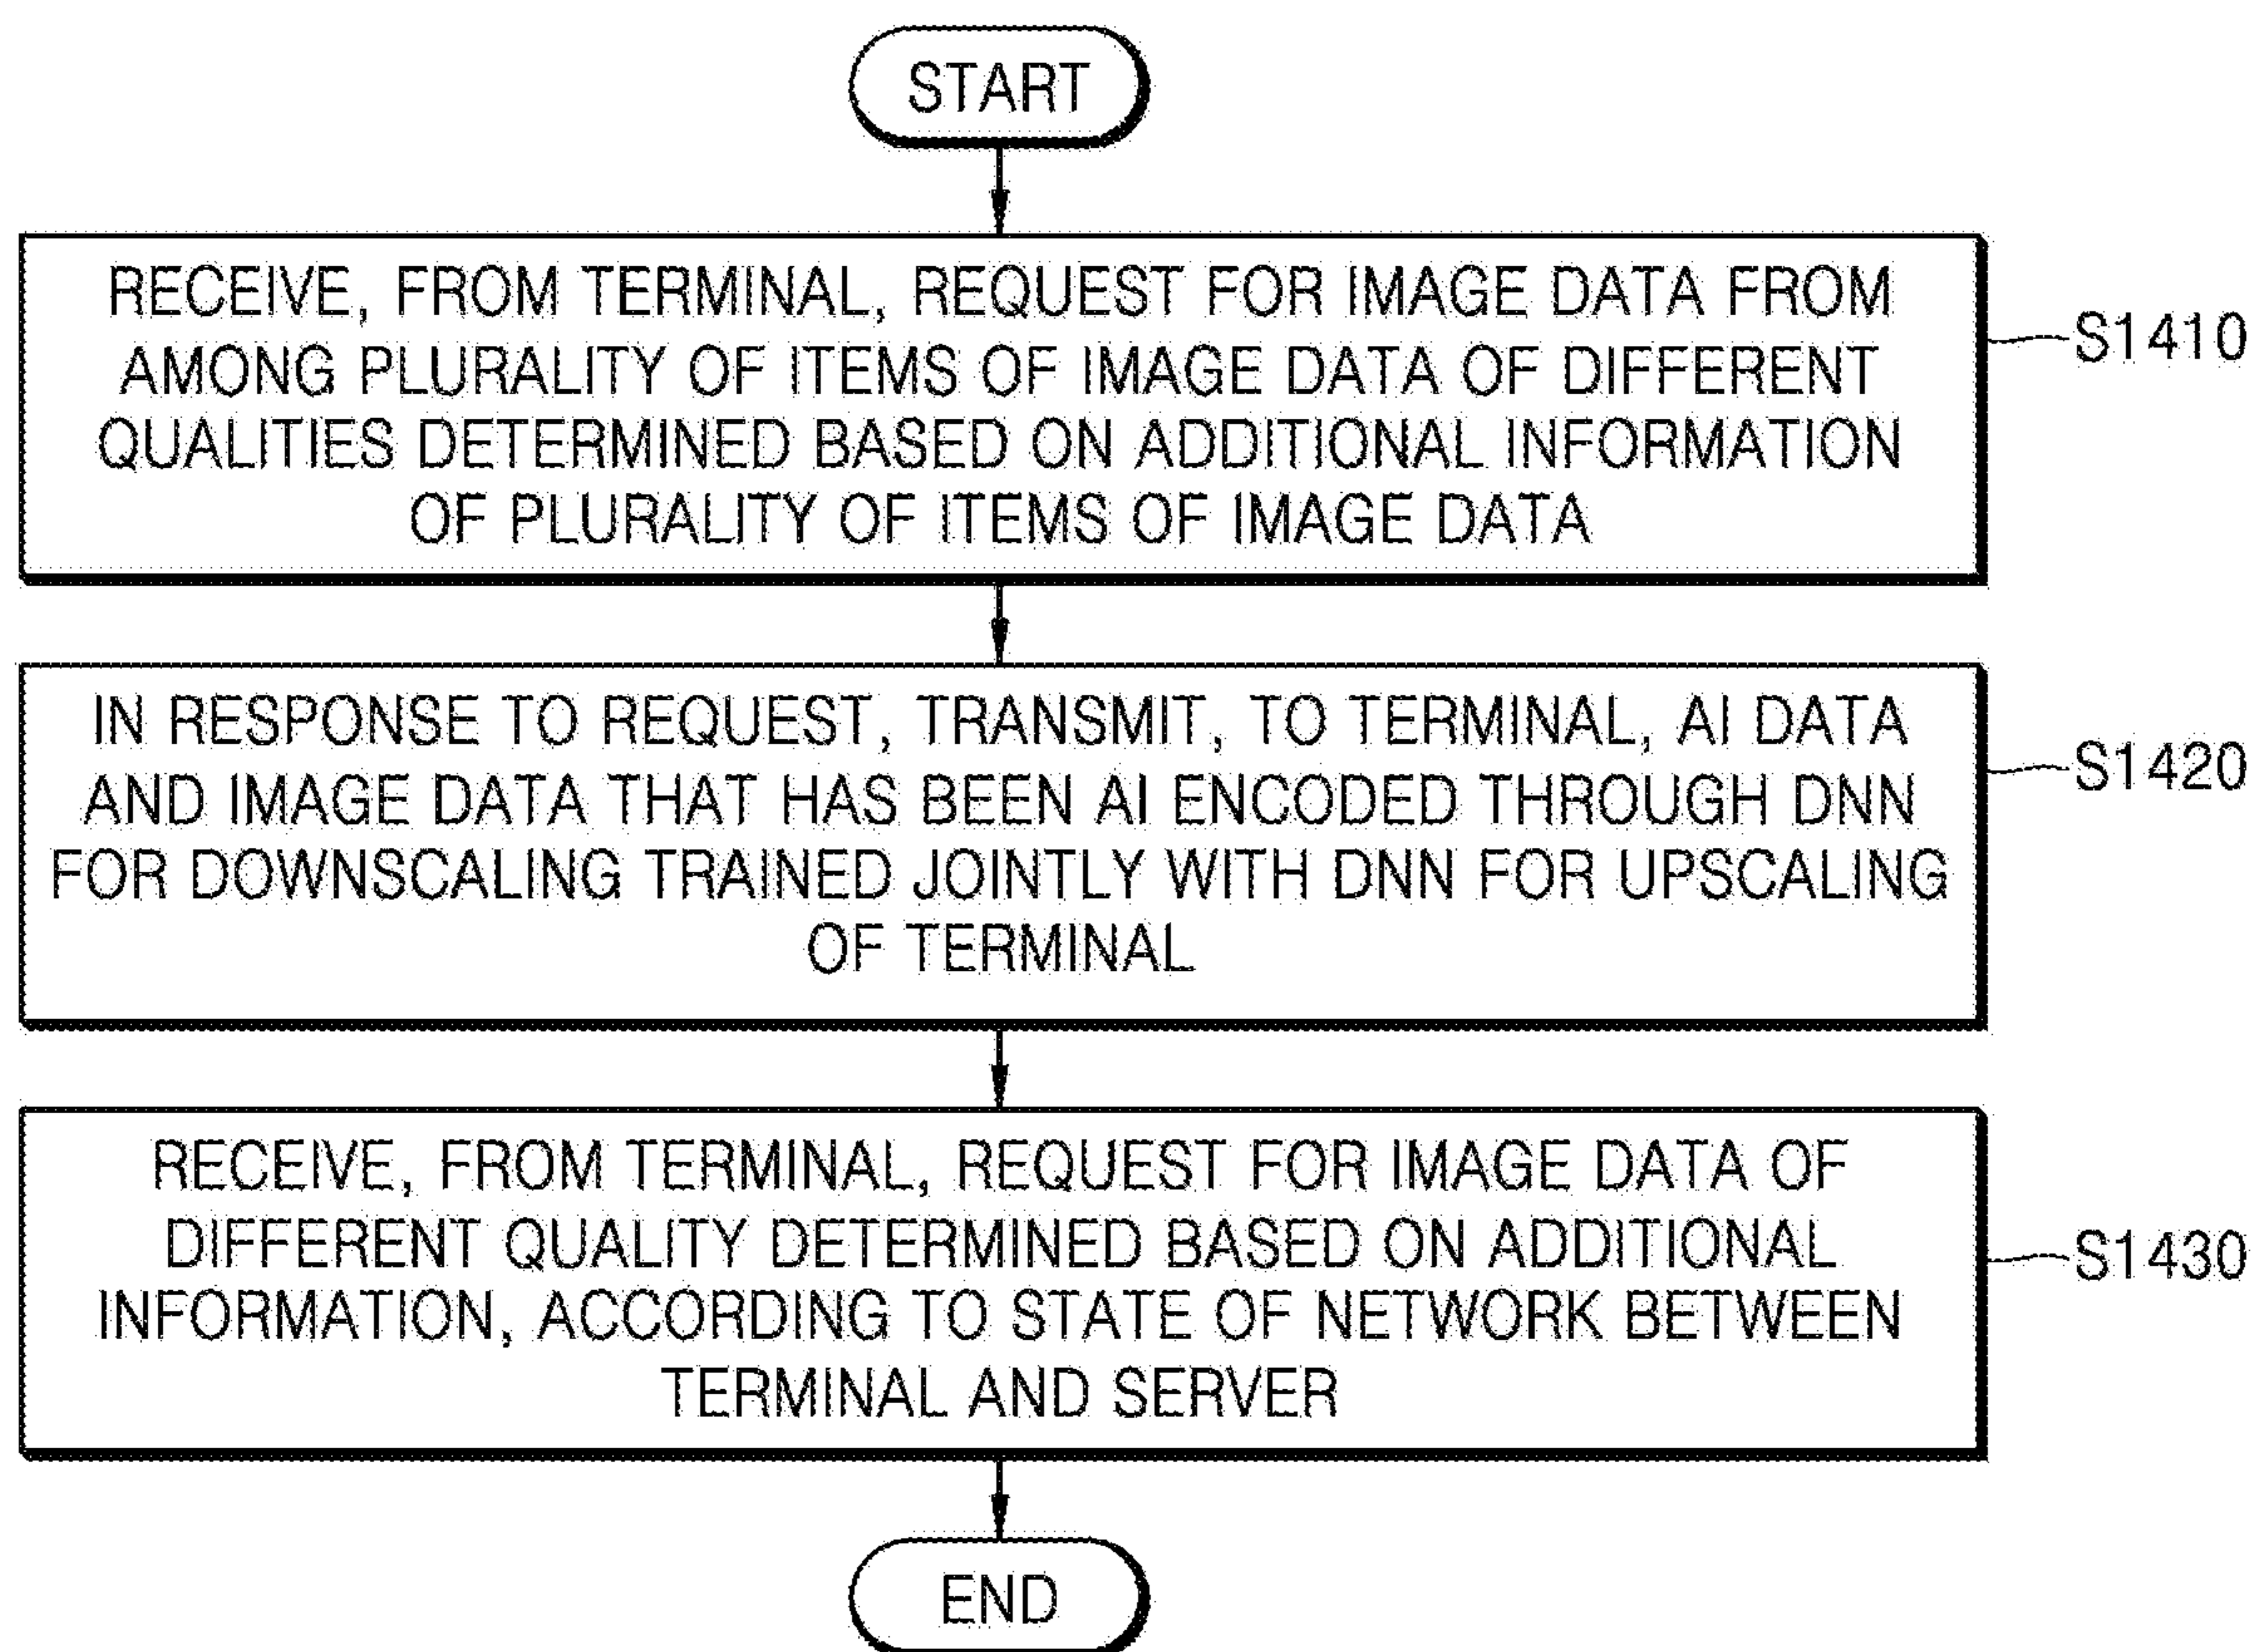 START
RECEIVE, FROM TERMINAL, REQUEST FOR IMAGE DATA FROM
AMONG PLURALITY OF ITEMS OF IMAGE DATA OF DIFFERENT
QUALITIES DETERMINED BASED ON ADDITIONAL INFORMATION
OF PLURALITY OF ITEMS OF IMAGE DATA
S1410
IN RESPONSE TO REQUEST, TRANSMIT, TO TERMINAL, AI DATA
AND IMAGE DATA THAT HAS BEEN AI ENCODED THROUGH DNN
FOR DOWNSCALING TRAINED JOINTLY WITH DNN FOR UPSCALING
OF TERMINAL
S1420
RECEIVE, FROM TERMINAL, REQUEST FOR IMAGE DATA OF
DIFFERENT QUALITY DETERMINED BASED ON ADDITIONAL
INFORMATION, ACCORDING TO STATE OF NETWORK BETWEEN
TERMINAL AND SERVER
S1430
END